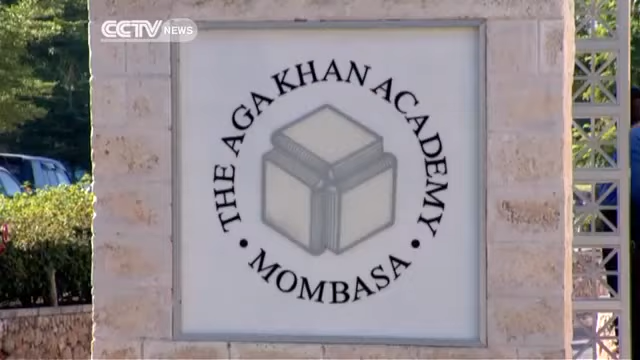 CCTV NEWS
THE AGA KHAN ACADEMY
• MOMBASA •